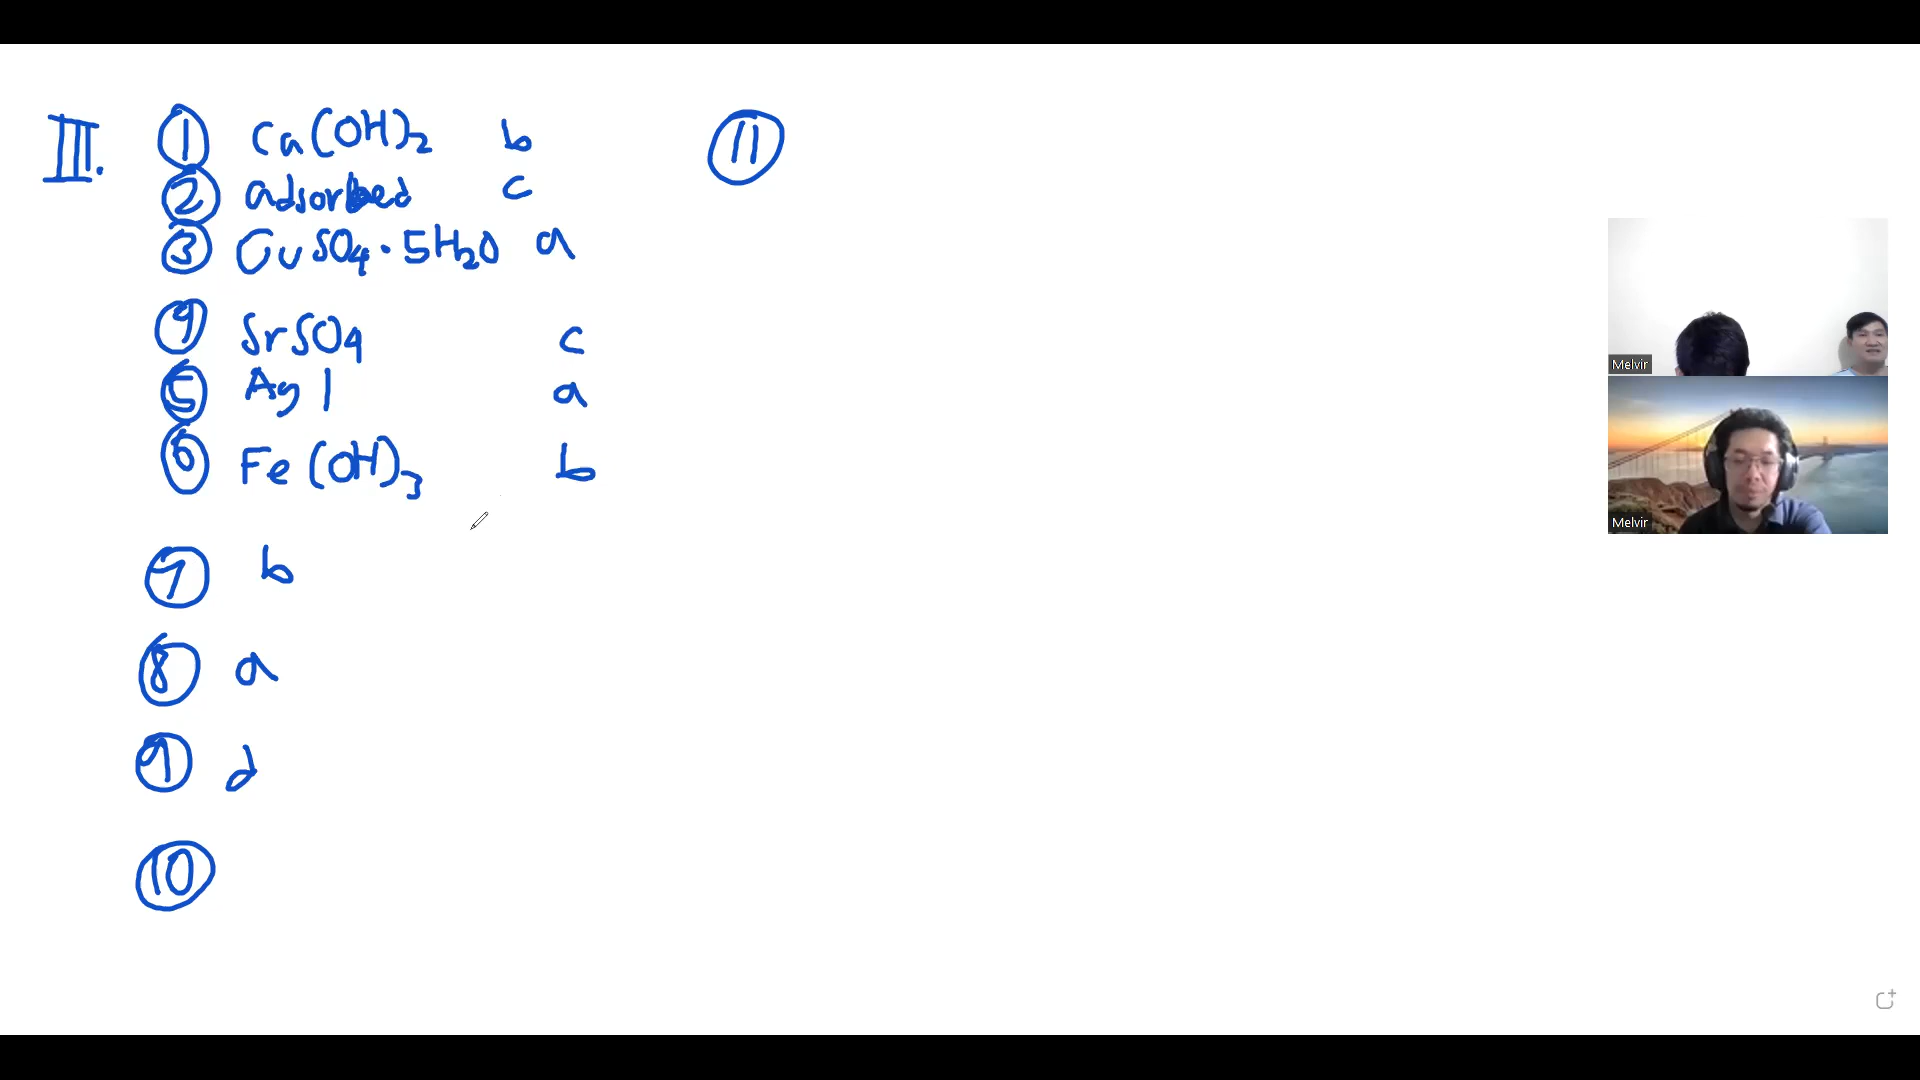 III.
① Ca(OH)₂ b
② adsorbed c
③ CuSO₄·5H₂O a
④ SrSO₄ c
⑤ AgI a
⑥ Fe(OH)₃ b
⑦ b
⑧ a
⑨ d
⑩
⑪
Melvir
Melvir